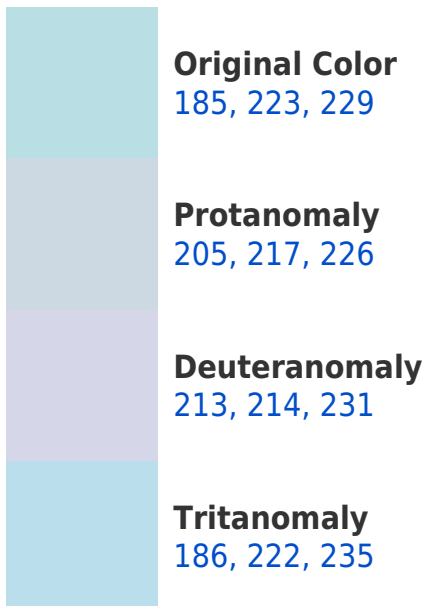 Original Color
185, 223, 229
Protanomaly
205, 217, 226
Deuteranomaly
213, 214, 231
Tritanomaly
186, 222, 235